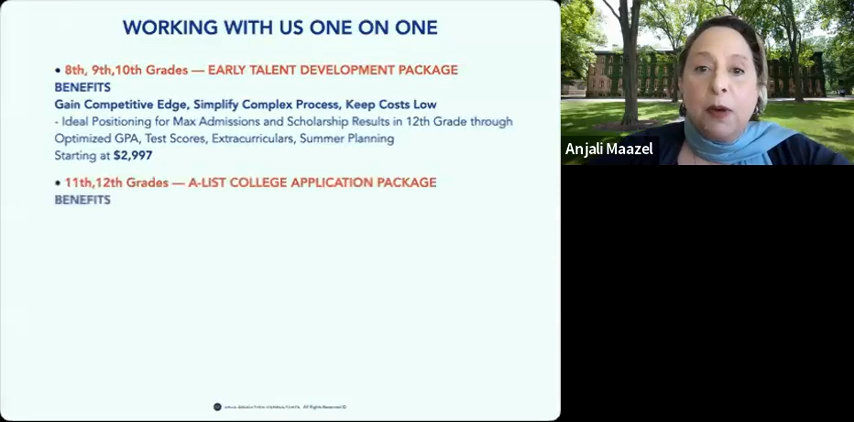 WORKING WITH US ONE ON ONE
• 8th, 9th,10th Grades — EARLY TALENT DEVELOPMENT PACKAGE
BENEFITS
Gain Competitive Edge, Simplify Complex Process, Keep Costs Low
- Ideal Positioning for Max Admissions and Scholarship Results in 12th Grade through
Optimized GPA, Test Scores, Extracurriculars, Summer Planning
Starting at $2,997
• 11th,12th Grades — A-LIST COLLEGE APPLICATION PACKAGE
BENEFITS
All Rights Reserved ©
Anjali Maazel